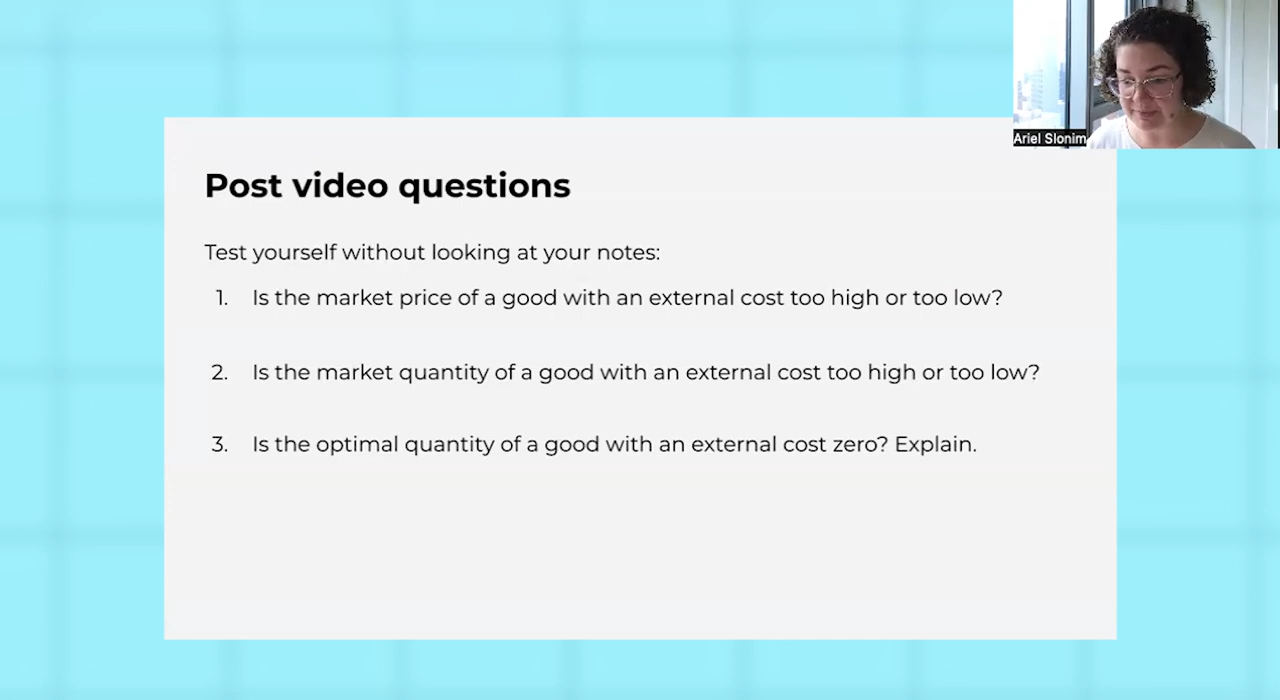 Ariel Slonim
Post video questions
Test yourself without looking at your notes:
1. Is the market price of a good with an external cost too high or too low?
2. Is the market quantity of a good with an external cost too high or too low?
3. Is the optimal quantity of a good with an external cost zero? Explain.